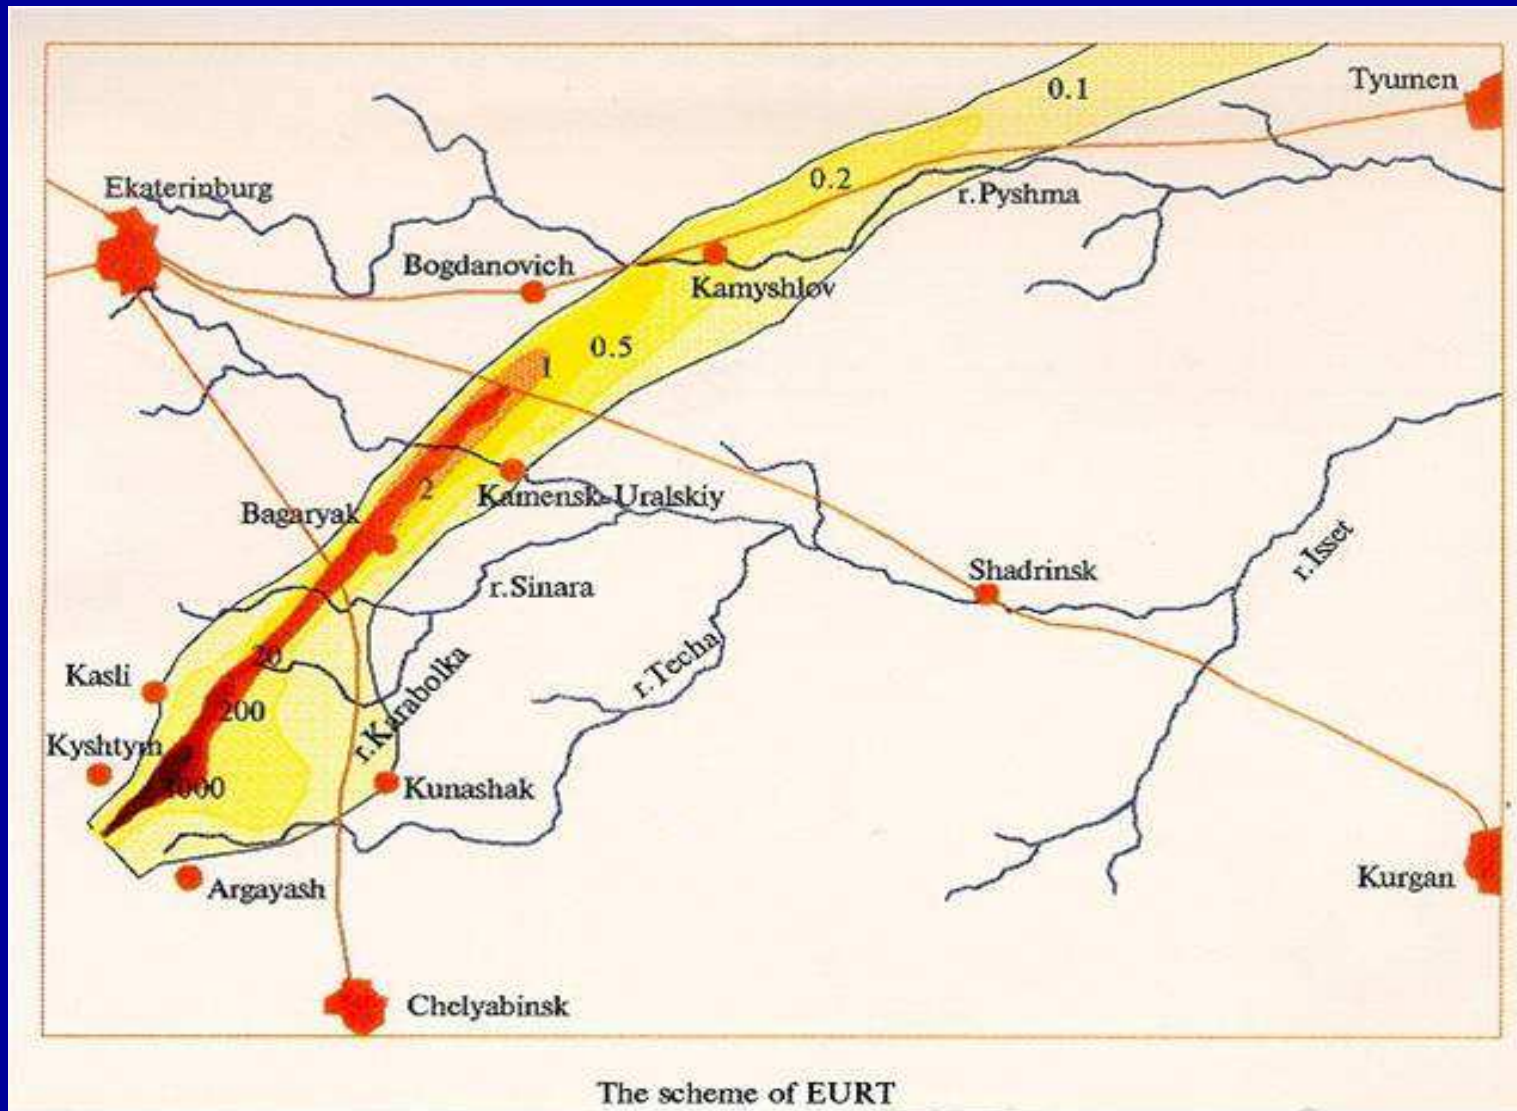 0.1
Tyumen
Ekaterinburg
0.2
r.Pyshma
Bogdanovich
Kamyshlov
0.5
1
2
Kamensk-Uralskiy
Bagaryak
r.Isset
Shadrinsk
r.Sinara
r.Techa
20
Kasli
200
r.Karabolka
Kyshtym
1000
Kunashak
Argayash
Kurgan
Chelyabinsk
The scheme of EURT